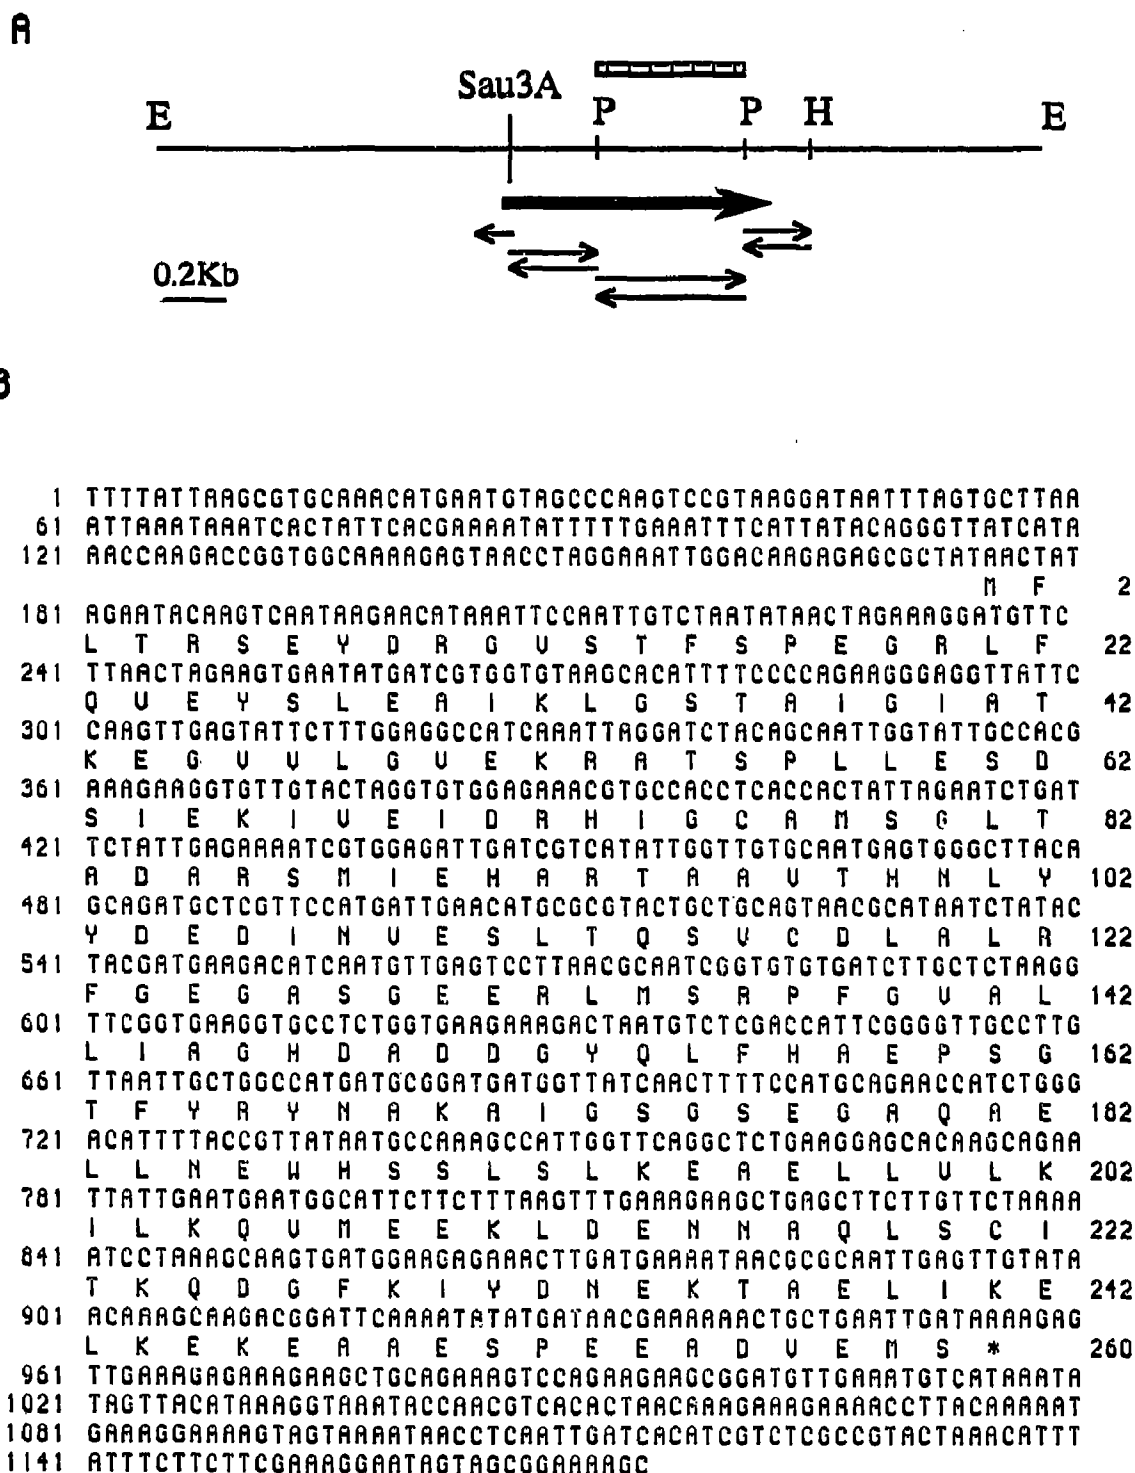 A
Sau3A
E P P H E
0.2Kb
B
1 TTTTATTAAGCGTGCAAACATGAATGTAGCCCAAGTCCGTAAGGATAATTTAGTGCTTAA
61 ATTAAATAAATCACTATTCACGAAAATATTTTTGAAATTTCATTATACAGGGTTATCATA
121 AACCAAGACCGGTGGCAAAAGAGTAACCTAGGAAATTGGACAAGAGAGCGCTATAACTAT
M F 2
181 AGAATACAAGTCAATAAGAACATAAATTCCAATTGTCTAATATAACTAGAAAGGATGTTC
L T R S E Y D R G V S T F S P E G R L F 22
241 TTAACTAGAAGTGAATATGATCGTGGTGTAAGCACATTTTCCCCAGAAGGGAGGTTATTC
Q V E Y S L E A I K L G S T A I G I A T 42
301 CAAGTTGAGTATTCTTTGGAGGCCATCAAATTAGGATCTACAGCAATTGGTATTGCCACG
K E G V V L G V E K R A T S P L L E S D 62
361 AAAGAAGGTGTTGTACTAGGTGTGGAGAAACGTGCCACCTCACCACTATTAGAATCTGAT
S I E K I V E I D R H I G C A M S G L T 82
421 TCTATTGAGAAAATCGTGGAGATTGATCGTCATATTGGTTGTGCAATGAGTGGGCTTACA
A D A R S M I E H A R T A A V T H N L Y 102
481 GCAGATGCTCGTTCCATGATTGAACATGCGCGTACTGCTGCAGTAACGCATAATCTATAC
Y D E D I N V E S L T Q S V C D L A L R 122
541 TACGATGAAGACATCAATGTTGAGTCCTTAACGCAATCGGTGTGTGATCTTGCTCTAAGG
F G E G A S G E E R L M S R P F G V A L 142
601 TTCGGTGAAGGTGCCTCTGGTGAAGAAAGACTAATGTCTCGACCATTCGGGGTTGCCTTG
L I A G H D A D D G Y Q L F H A E P S G 162
661 TTAATTGCTGGCCATGATGCGGATGATGGTTATCAACTTTTCCATGCAGAACCATCTGGG
T F Y R Y N A K A I G S G S E G A Q A E 182
721 ACATTTTACCGTTATAATGCCAAAGCCATTGGTTCAGGCTCTGAAGGAGCACAAGCAGAA
L L N E W H S S L S L K E A E L L V L K 202
781 TTATTGAATGAATGGCATTCTTCTTTAAGTTTGAAAGAAGCTGAGCTTCTTGTTCTAAAA
I L K Q V M E E K L D E N N A Q L S C I 222
841 ATCCTAAAGCAAGTGATGGAAGAGAAACTTGATGAAAATAACGCGCAATTGAGTTGTATA
T K Q D G F K I Y D N E K T A E L I K E 242
901 ACAAAGCAAGACGGATTCAAAATATATGATAACGAAAAAACTGCTGAATTGATAAAAGAG
L K E K E A A E S P E E A D V E M S * 260
961 TTGAAAGAGAAAGAAGCTGCAGAAAGTCCAGAAGAAGCGGATGTTGAAATGTCATAAATA
1021 TAGTTACATAAAGGTAAATACCAACGTCACACTAACAAAGAAAGAAAACCTTACAAAAAT
1081 GAAAGGAAAAGTAGTAAAATAACCTCAATTGATCACATCGTCTCGCCGTACTAAACATTT
1141 ATTTCTTCTTCGAAAGGAATAGTAGCGGAAAAGC